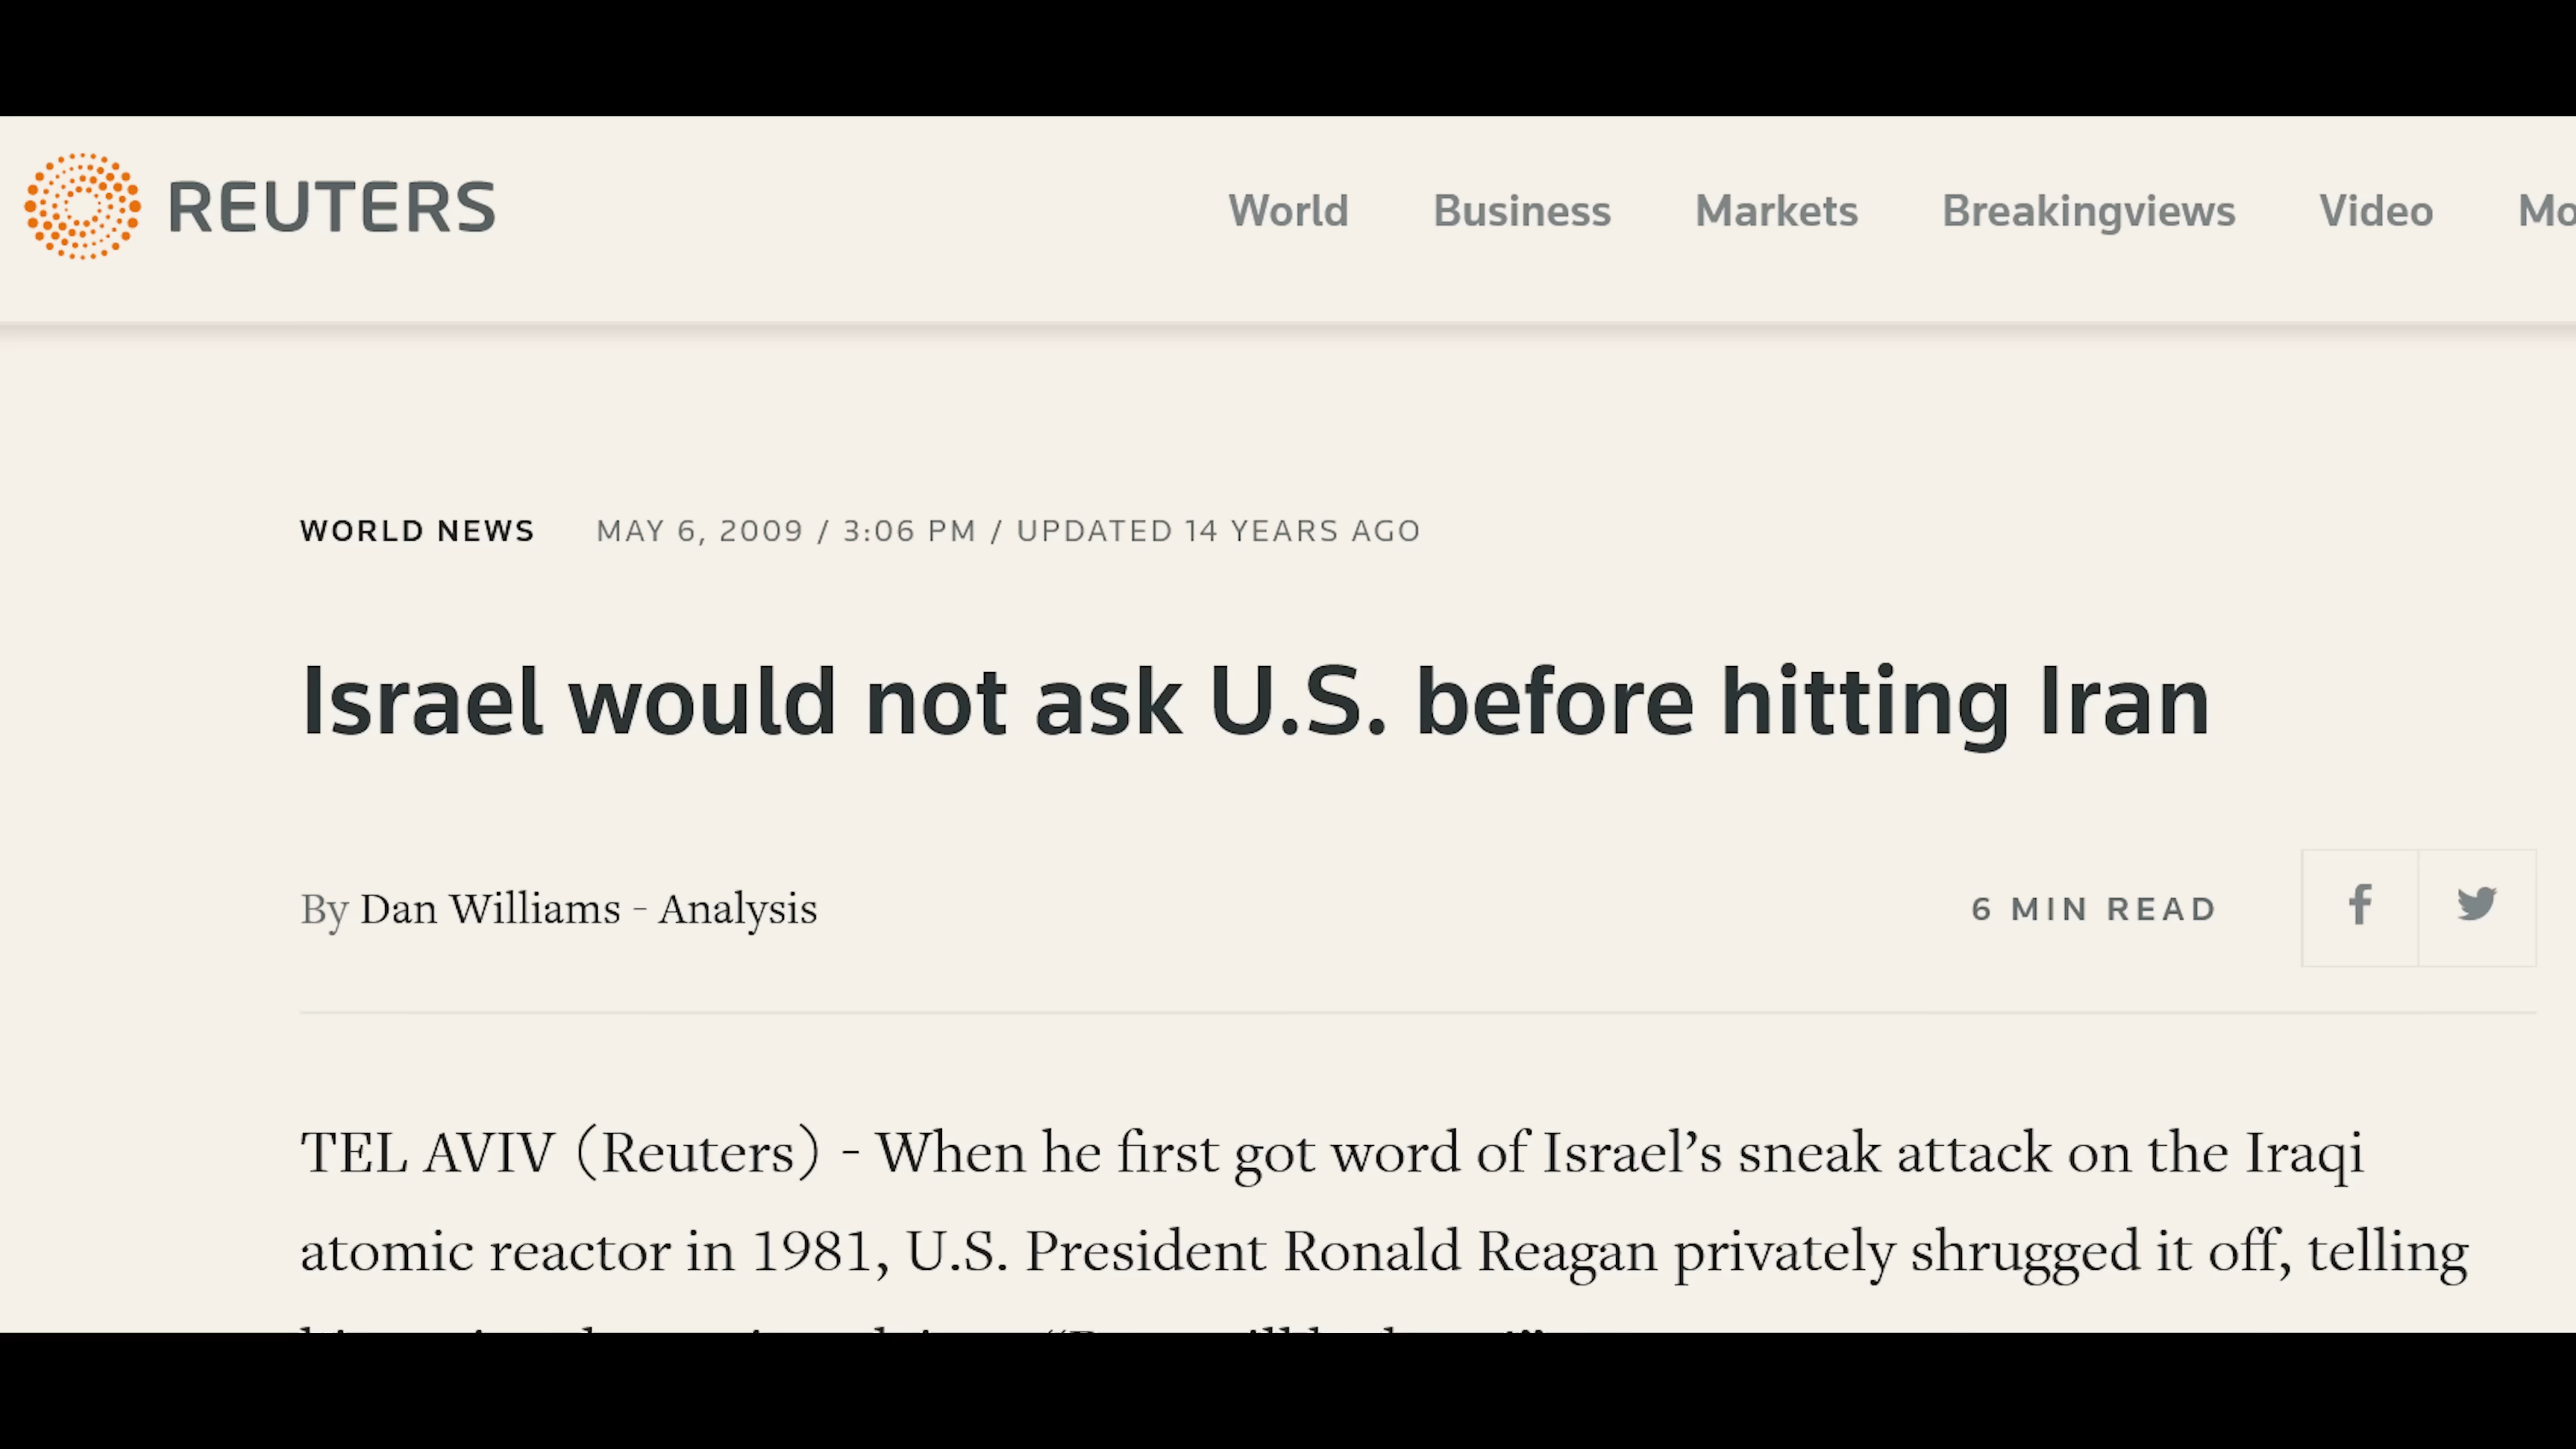 REUTERS
World Business Markets Breakingviews Video
WORLD NEWS MAY 6, 2009 / 3:06 PM / UPDATED 14 YEARS AGO
Israel would not ask U.S. before hitting Iran
By Dan Williams - Analysis
6 MIN READ
TEL AVIV (Reuters) - When he first got word of Israel’s sneak attack on the Iraqi
atomic reactor in 1981, U.S. President Ronald Reagan privately shrugged it off, telling